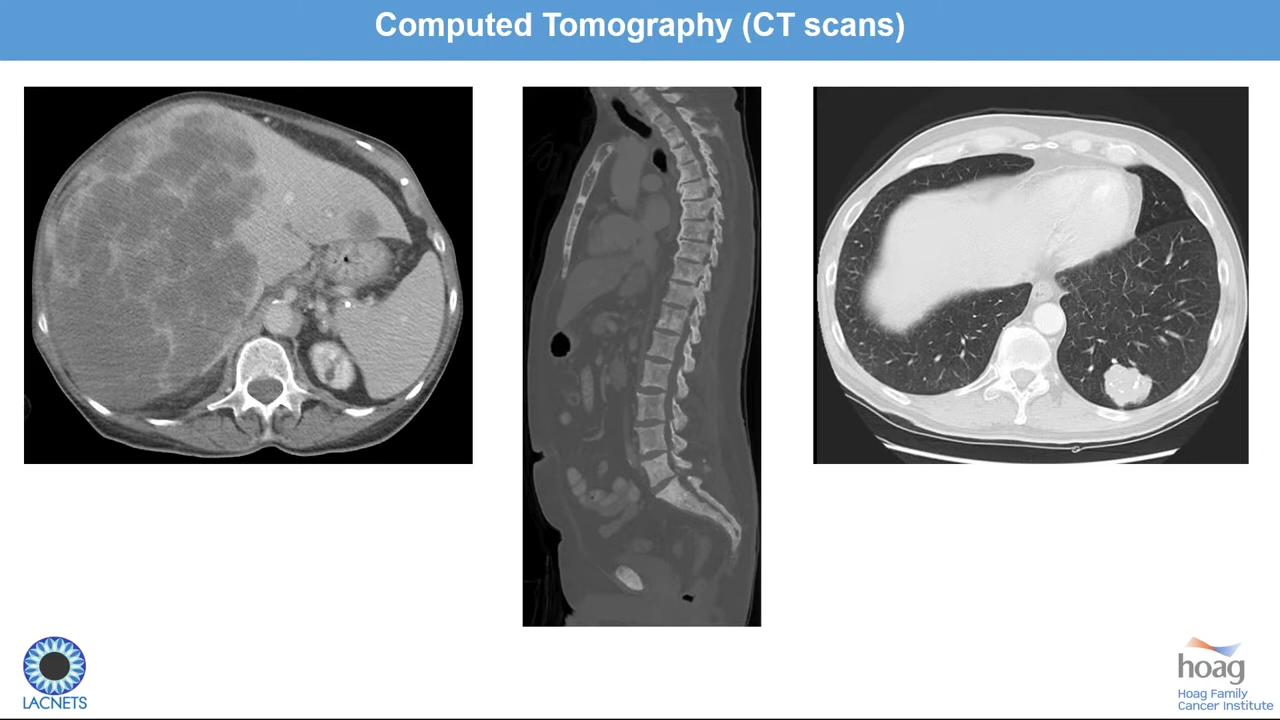 Computed Tomography (CT scans)
LACNETS
hoag
Hoag Family
Cancer Institute